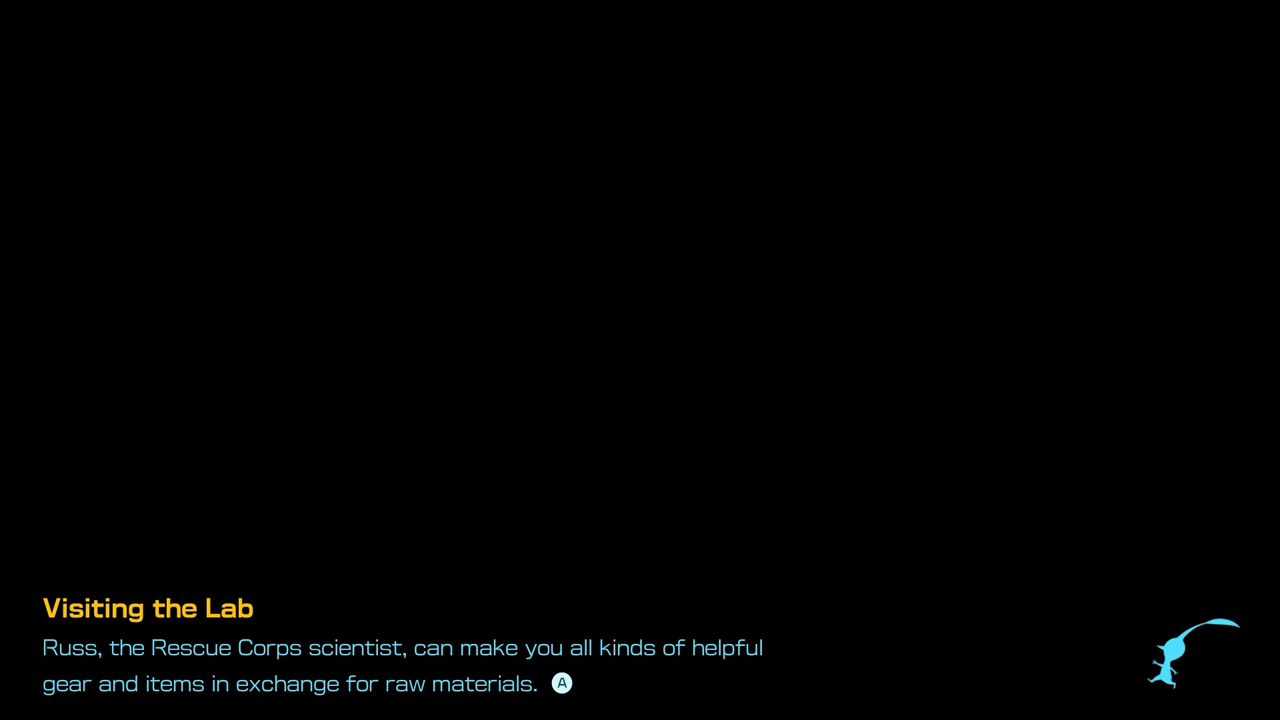 Visiting the Lab
Russ, the Rescue Corps scientist, can make you all kinds of helpful
gear and items in exchange for raw materials. A